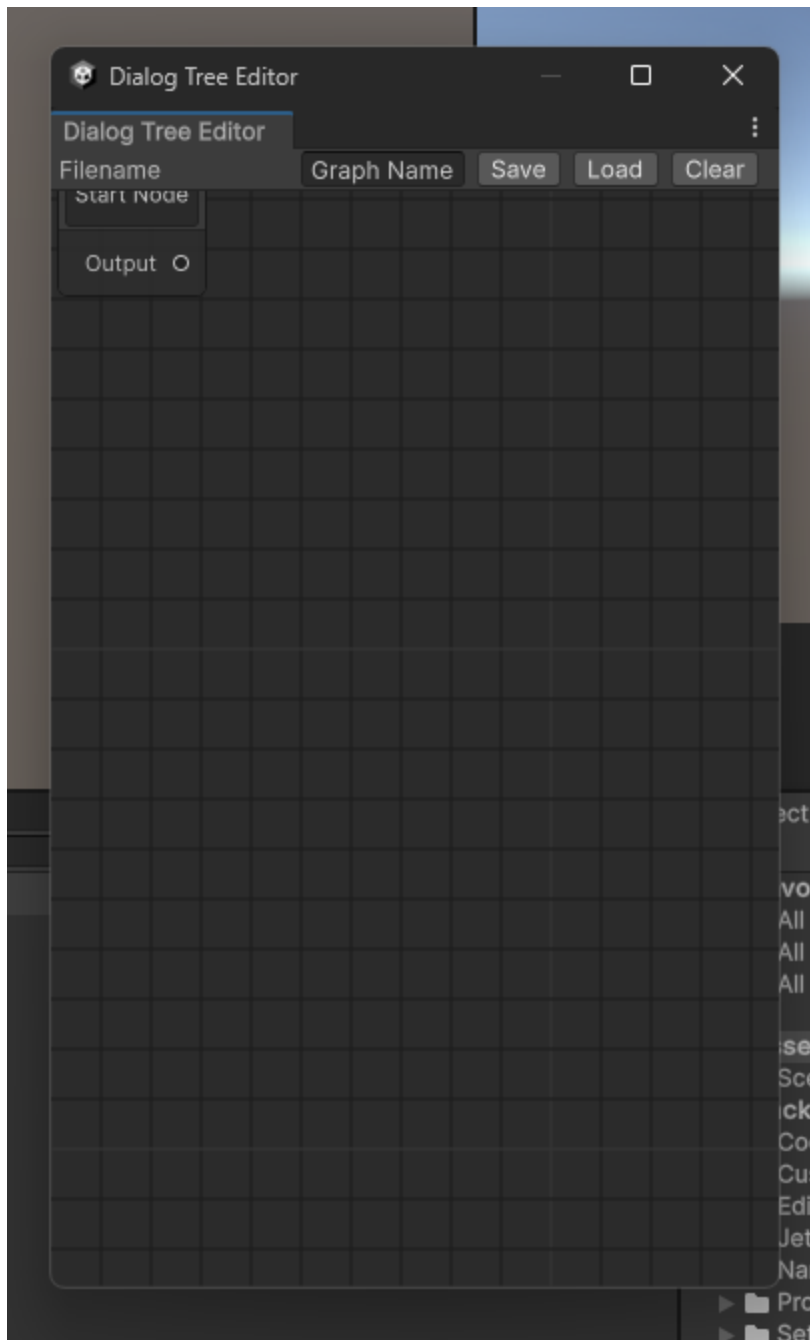 Dialog Tree Editor
Dialog Tree Editor
Filename Graph Name Save Load Clear
Start Node
Output
All
All
All